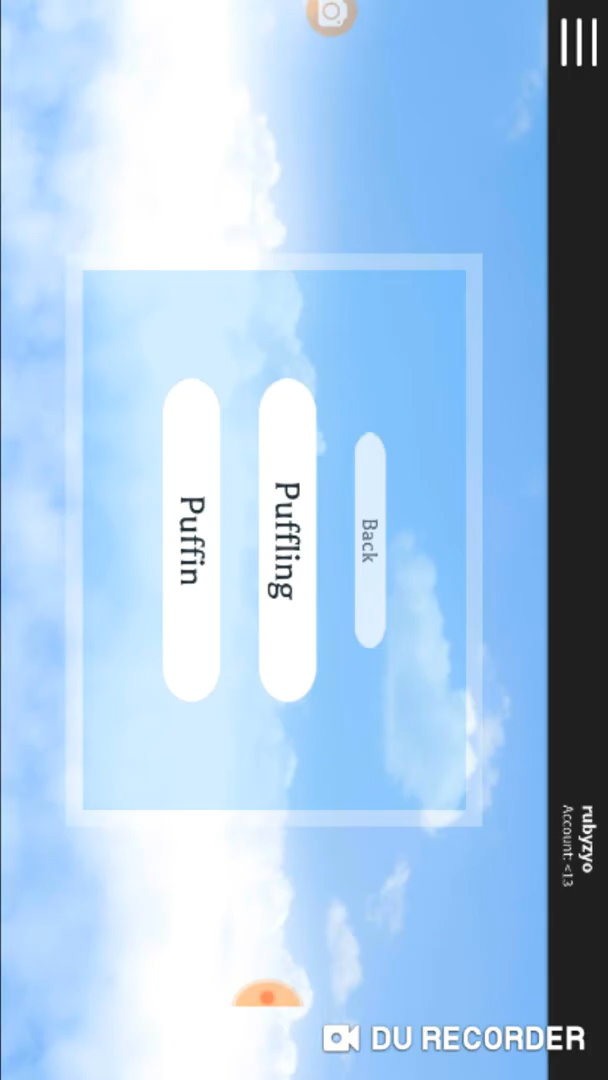 rubyzyo
Account: <13
Back
Puffling
Puffin
DU RECORDER